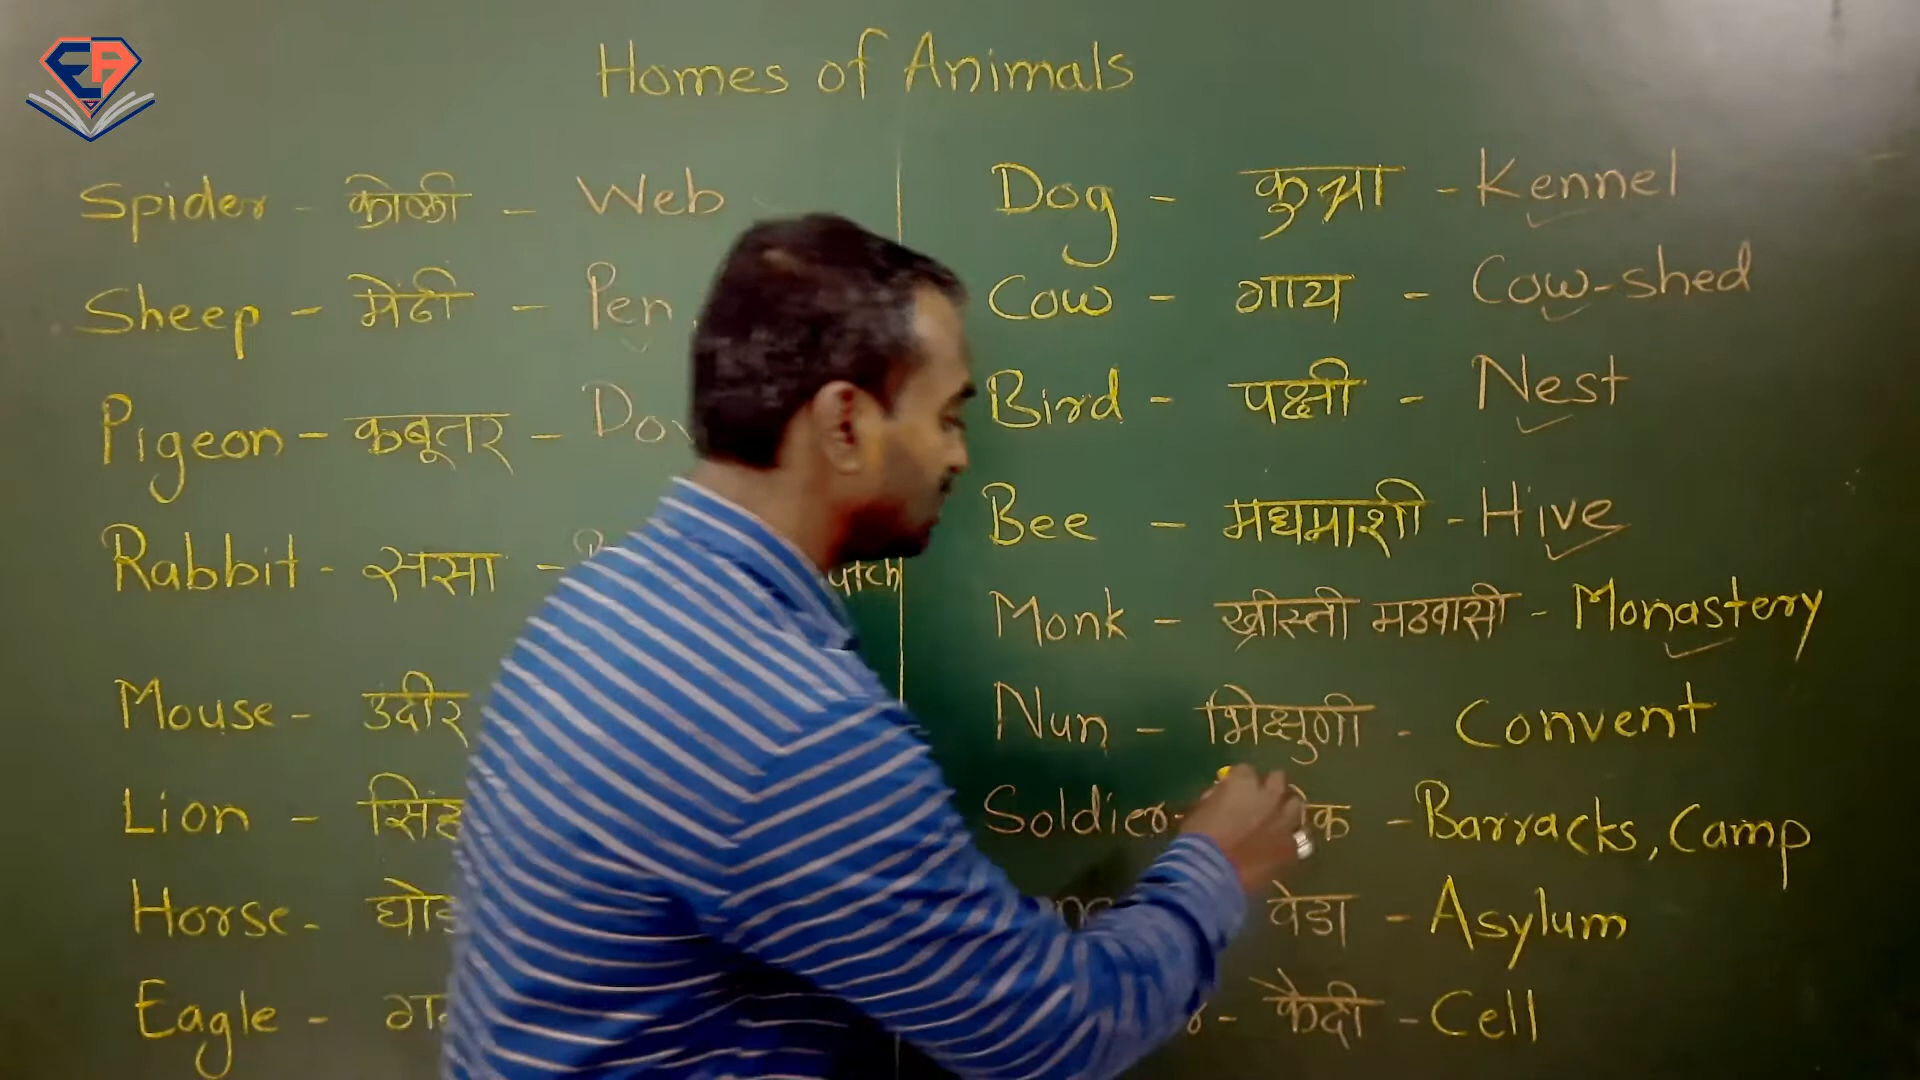 EA
Homes of Animals
Spider - कोळी - Web
Sheep - मेंढी - Pen
Pigeon - कबूतर -
Rabbit - ससा -
Mouse - उंदीर
Lion - सिंह
Horse -
Eagle -
Dog - कुत्रा - Kennel
Cow - गाय - Cow-shed
Bird - पक्षी - Nest
Bee - मधमाशी - Hive
Monk - ख्रीस्ती मठवासी - Monastery
Nun - भिक्षुणी - Convent
Soldier - - Barracks, Camp
वेडा - Asylum
- कैदी - Cell